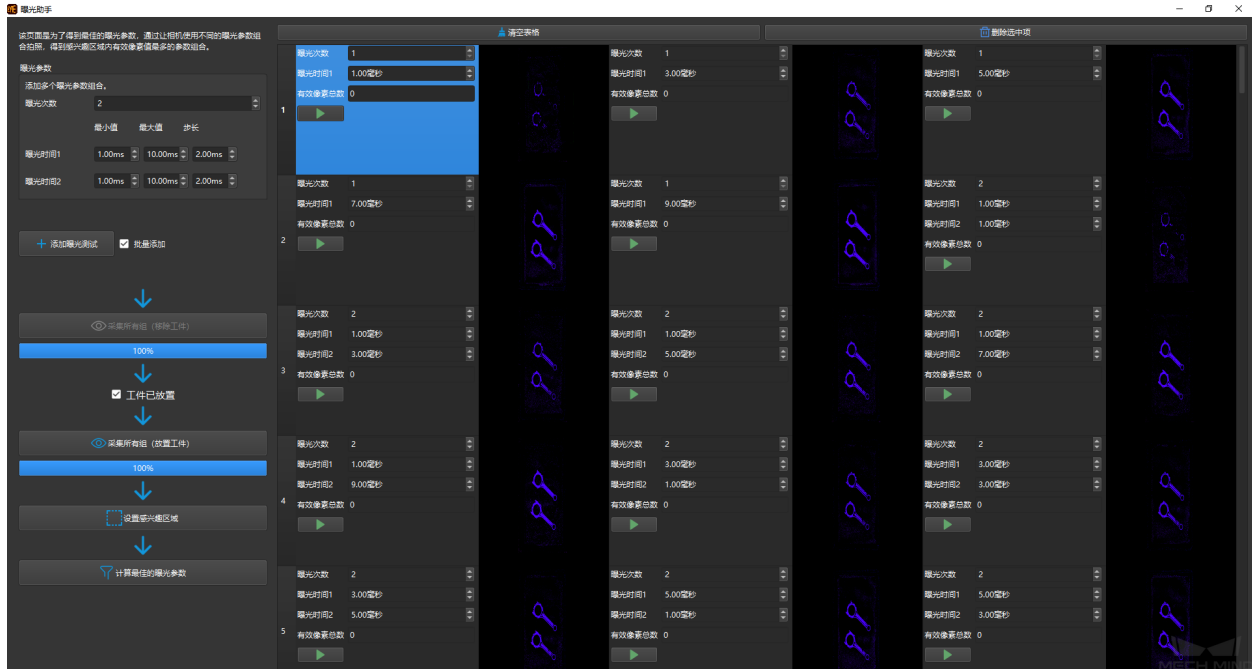 曝光助手
该页面是为了得到最佳的曝光参数，通过让相机使用不同的曝光参数组
合拍照，得到感兴趣区域内有效像素值最多的参数组合。
曝光参数
添加多个曝光参数组合。
曝光次数 2
最小值 最大值 步长
曝光时间1 1.00ms 10.00ms 2.00ms
曝光时间2 1.00ms 10.00ms 2.00ms
添加曝光测试 批量添加
采集所有组（移除工件）
100%
工件已放置
采集所有组（放置工件）
100%
设置感兴趣区域
计算最佳的曝光参数
清空表格 删除选中项
曝光次数 1 曝光次数 1 曝光次数 1
曝光时间1 1.00毫秒 曝光时间1 3.00毫秒 曝光时间1 5.00毫秒
有效像素总数 0 有效像素总数 0 有效像素总数 0
1
曝光次数 1 曝光次数 1 曝光次数 2
曝光时间1 7.00毫秒 曝光时间1 9.00毫秒 曝光时间1 1.00毫秒
有效像素总数 0 有效像素总数 0 曝光时间2 1.00毫秒
2 有效像素总数 0
曝光次数 2 曝光次数 2 曝光次数 2
曝光时间1 1.00毫秒 曝光时间1 1.00毫秒 曝光时间1 1.00毫秒
曝光时间2 3.00毫秒 曝光时间2 5.00毫秒 曝光时间2 7.00毫秒
3 有效像素总数 0 有效像素总数 0 有效像素总数 0
曝光次数 2 曝光次数 2 曝光次数 2
曝光时间1 1.00毫秒 曝光时间1 3.00毫秒 曝光时间1 3.00毫秒
曝光时间2 9.00毫秒 曝光时间2 1.00毫秒 曝光时间2 3.00毫秒
4 有效像素总数 0 有效像素总数 0 有效像素总数 0
曝光次数 2 曝光次数 2 曝光次数 2
曝光时间1 3.00毫秒 曝光时间1 5.00毫秒 曝光时间1 5.00毫秒
曝光时间2 5.00毫秒 曝光时间2 1.00毫秒 曝光时间2 3.00毫秒
5 有效像素总数 0 有效像素总数 0 有效像素总数 0
MECH MIN